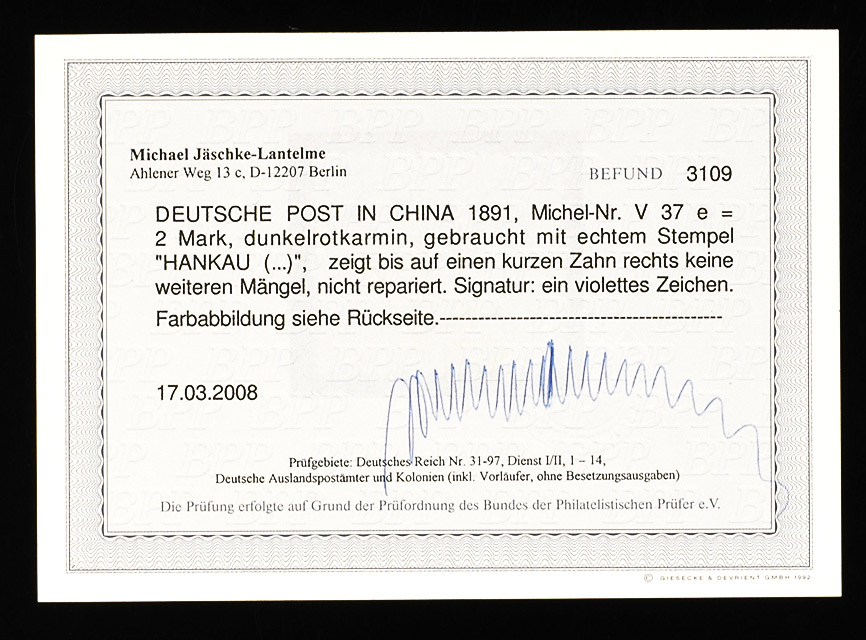 Michael Jäschke-Lantelme
Ahlener Weg 13 c, D-12207 Berlin
BEFUND 3109
DEUTSCHE POST IN CHINA 1891, Michel-Nr. V 37 e =
2 Mark, dunkelrotkarmin, gebraucht mit echtem Stempel
"HANKAU (...)", zeigt bis auf einen kurzen Zahn rechts keine
weiteren Mängel, nicht repariert. Signatur: ein violettes Zeichen.
Farbabbildung siehe Rückseite.--------------------------------------------
17.03.2008
Prüfgebiete: Deutsches Reich Nr. 31-97, Dienst I/II, 1 – 14,
Deutsche Auslandspostämter und Kolonien (inkl. Vorläufer, ohne Besetzungsausgaben)
Die Prüfung erfolgte auf Grund der Prüfordnung des Bundes der Philatelistischen Prüfer e.V.
© GIESECKE & DEVRIENT GMBH 1992